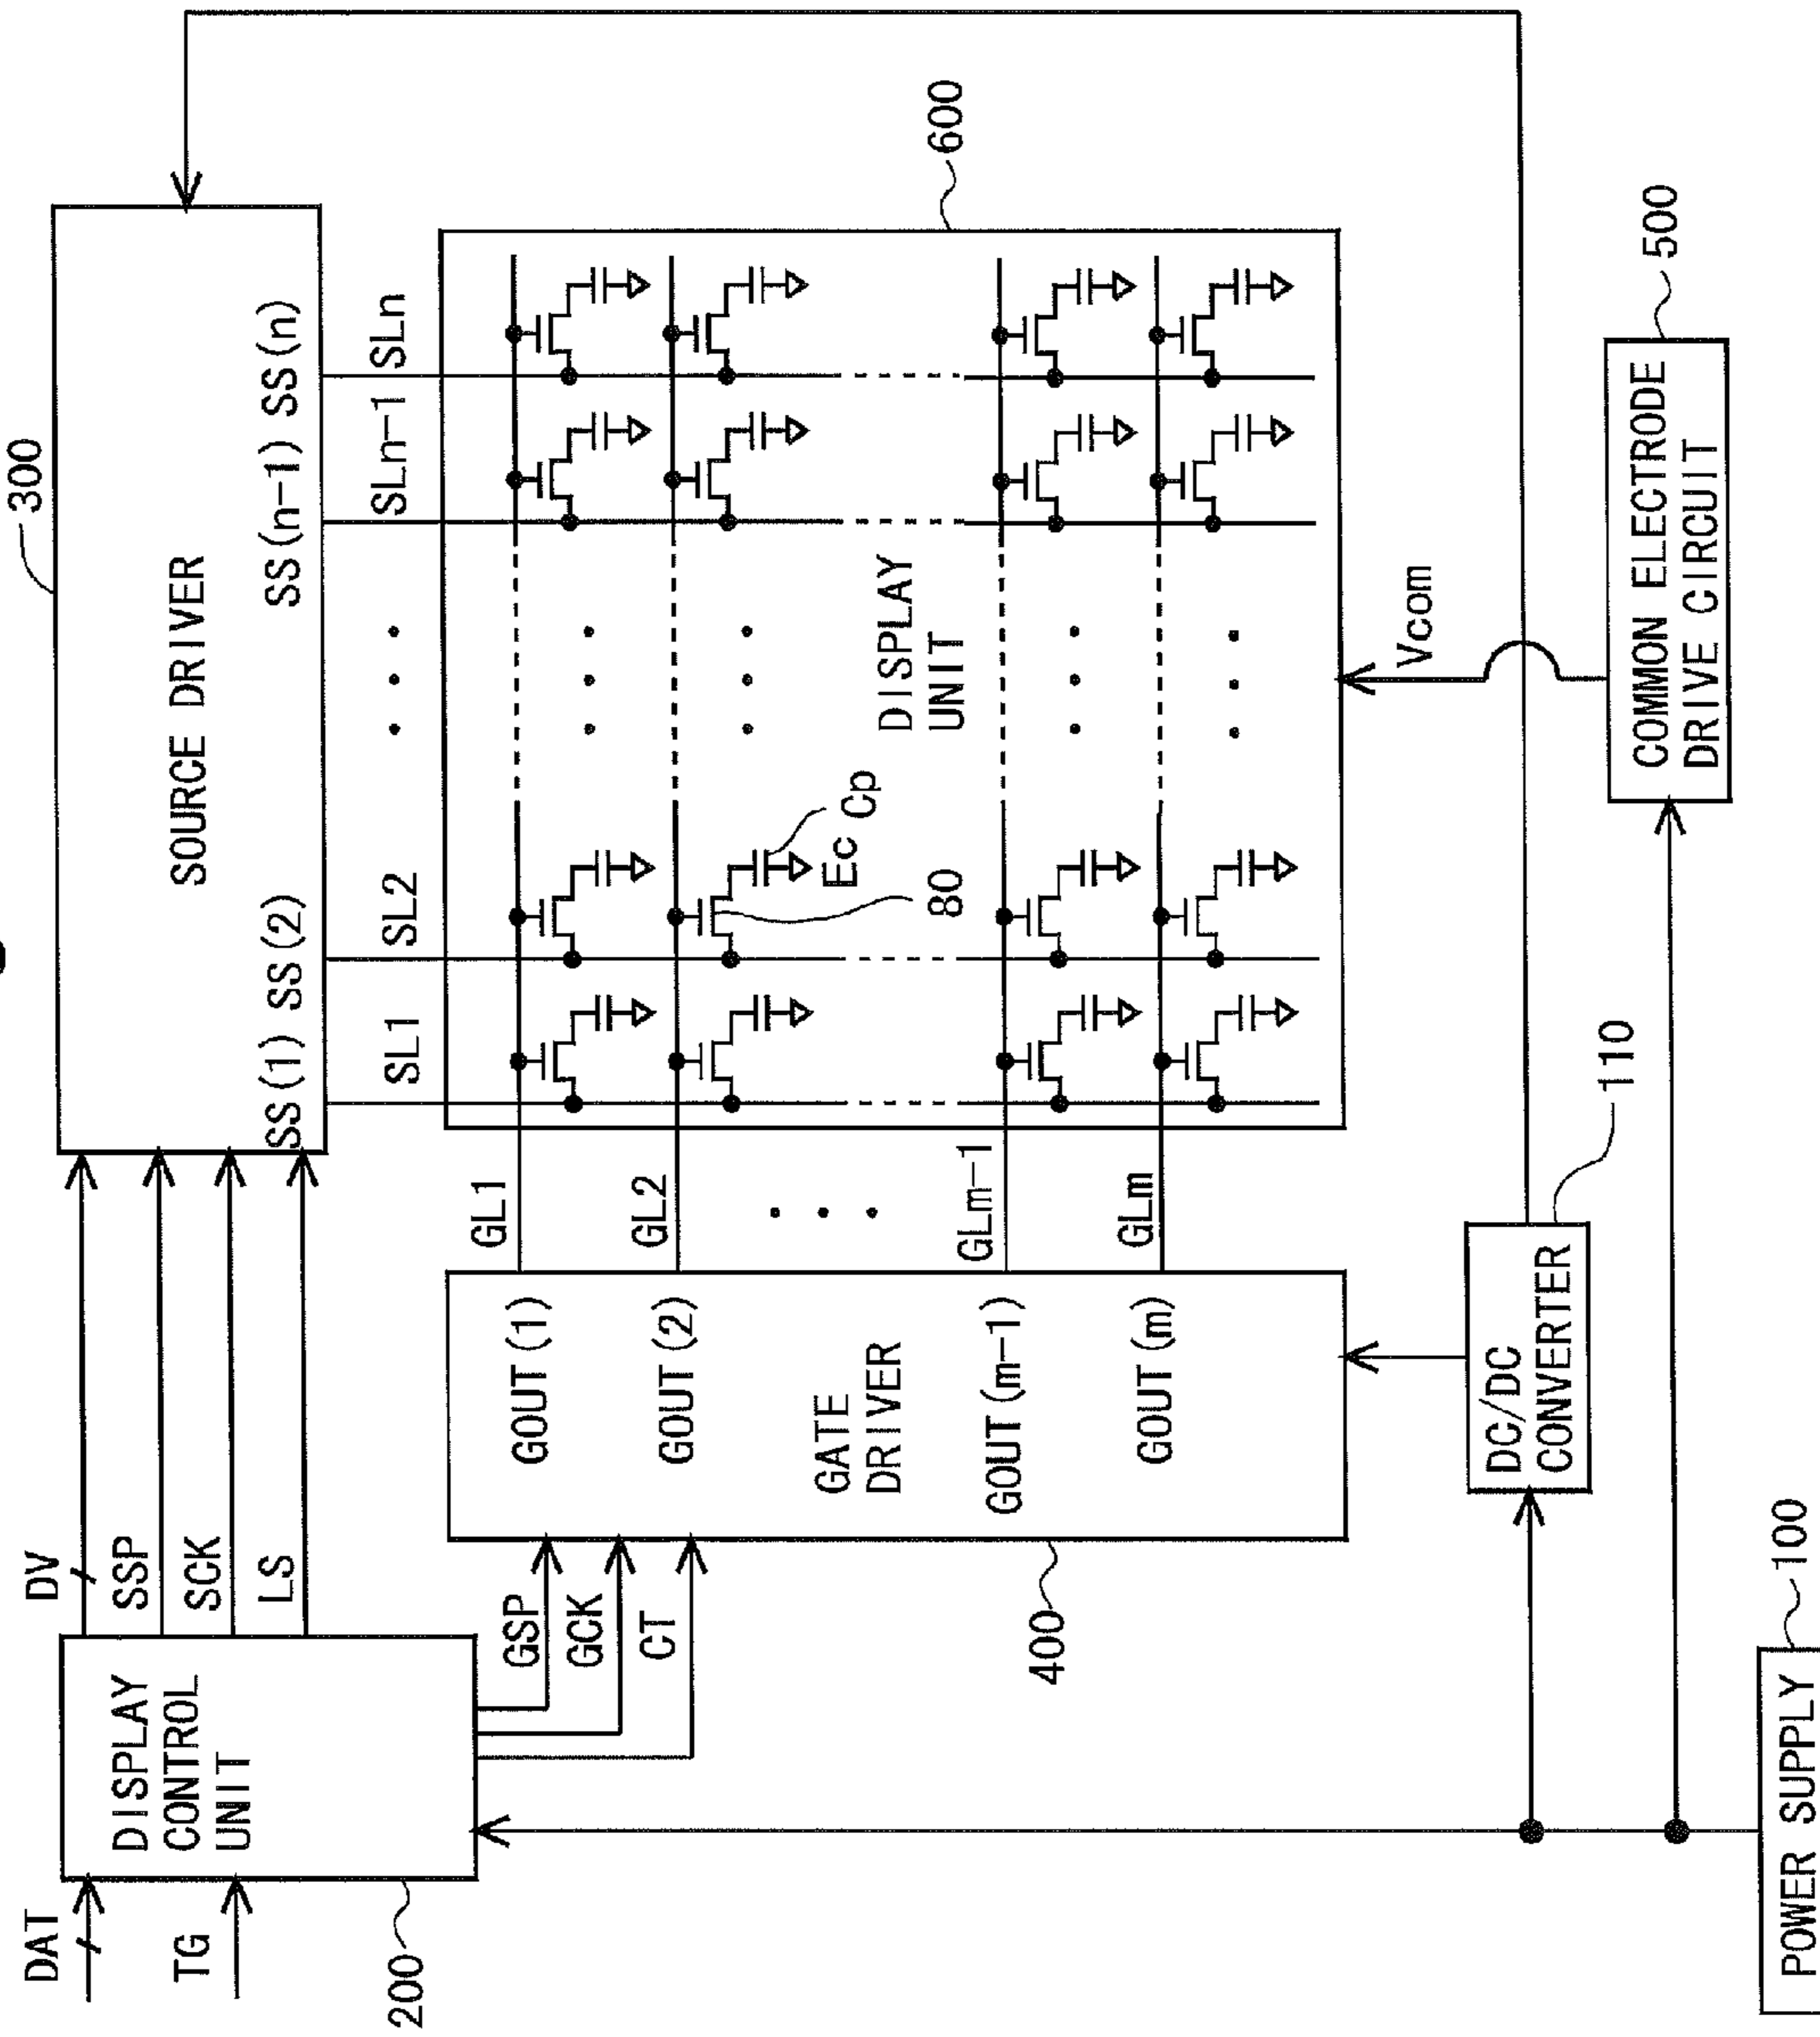 300
SOURCE DRIVER
SS(1) SS(2)
SS(n-1) SS(n)
DV
SSP
SCK
LS
DAT
TG
DISPLAY
CONTROL
UNIT
200
SL1
SL2
SLn-1
SLn
GSP
GCK
CT
GOUT(1)
GOUT(2)
GATE
DRIVER
GOUT(m-1)
GOUT(m)
400
GL1
GL2
GLm-1
GLm
Cp
Ec
80
DISPLAY
UNIT
600
Vcom
DC/DC
CONVERTER
110
COMMON ELECTRODE
DRIVE CIRCUIT
500
POWER SUPPLY
100